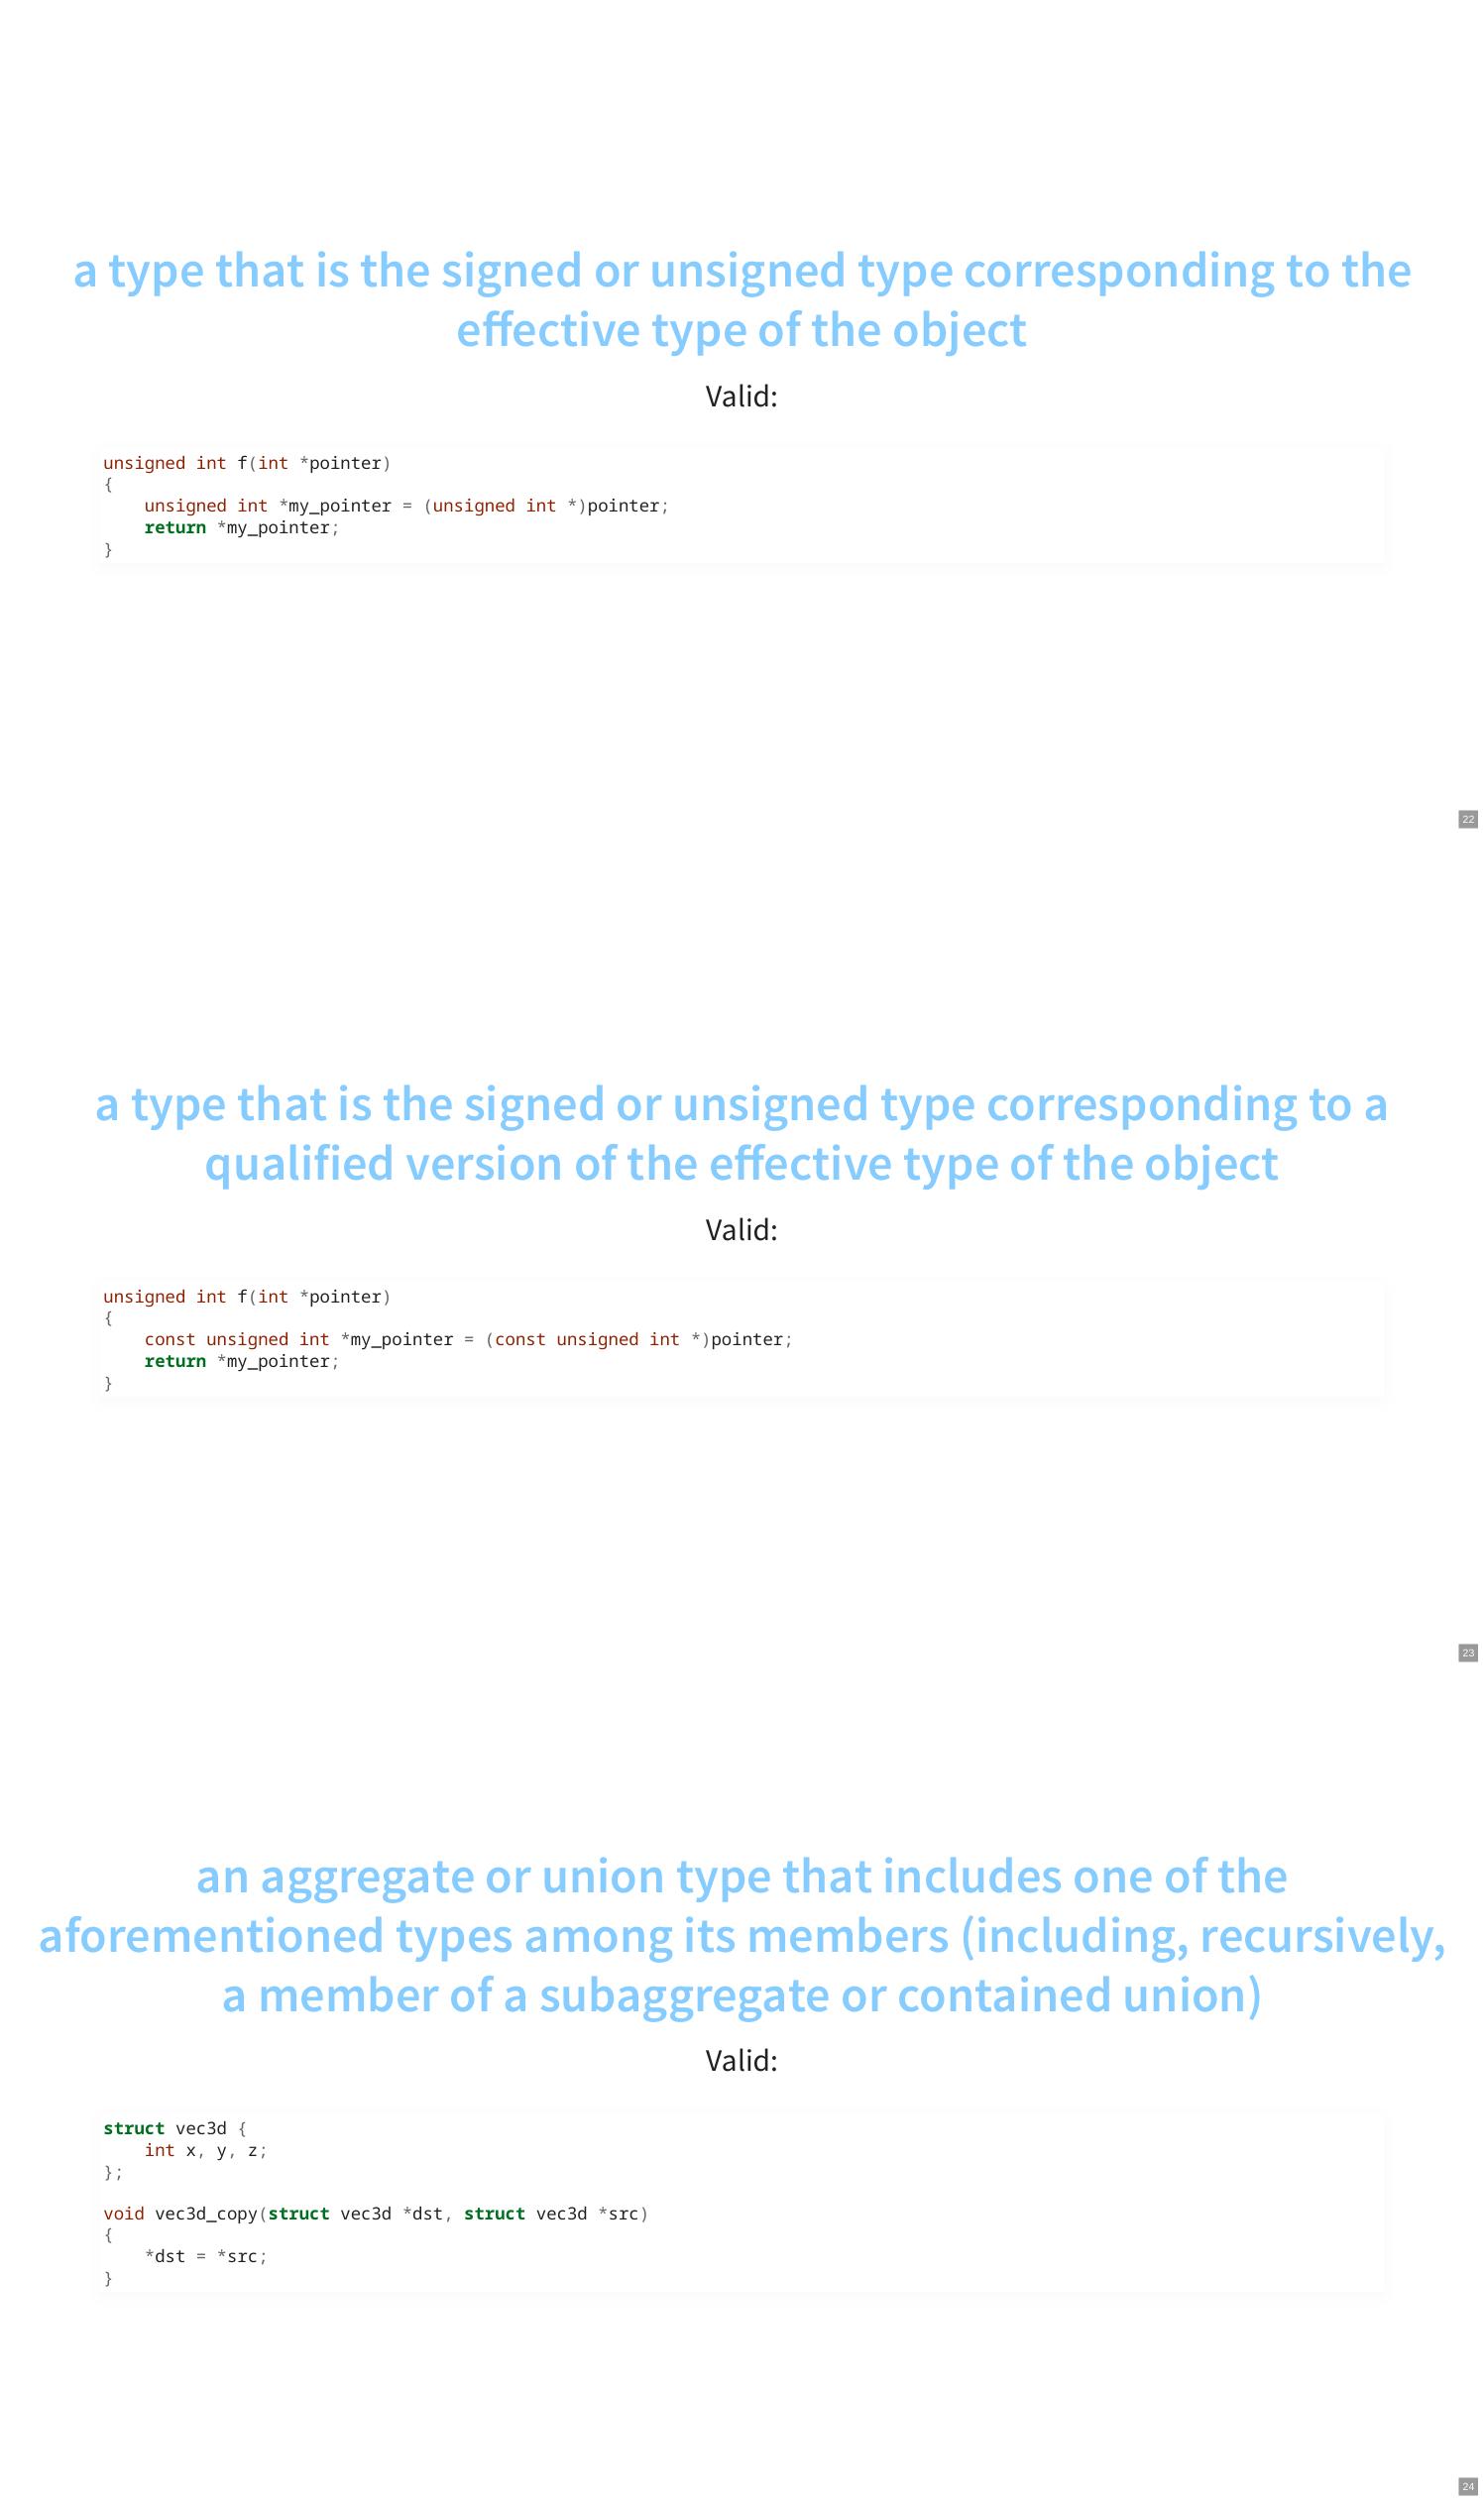 a type that is the signed or unsigned type corresponding to the
effective type of the object
Valid:
unsigned int f(int *pointer)
{
    unsigned int *my_pointer = (unsigned int *)pointer;
    return *my_pointer;
}
22
a type that is the signed or unsigned type corresponding to a
qualified version of the effective type of the object
Valid:
unsigned int f(int *pointer)
{
    const unsigned int *my_pointer = (const unsigned int *)pointer;
    return *my_pointer;
}
23
an aggregate or union type that includes one of the
aforementioned types among its members (including, recursively,
a member of a subaggregate or contained union)
Valid:
struct vec3d {
    int x, y, z;
};
void vec3d_copy(struct vec3d *dst, struct vec3d *src)
{
    *dst = *src;
}
24